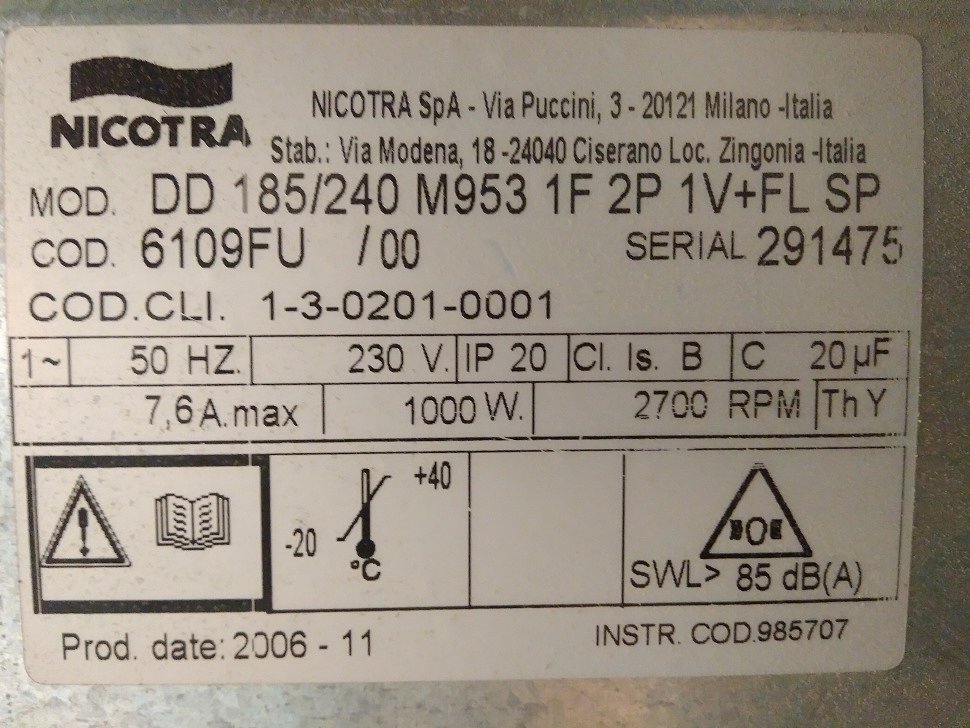 NICOTRA
NICOTRA SpA - Via Puccini, 3 - 20121 Milano -Italia
Stab.: Via Modena, 18 -24040 Ciserano Loc. Zingonia -Italia
MOD. DD 185/240 M953 1F 2P 1V+FL SP
COD. 6109FU /00 SERIAL 291475
COD.CLI. 1-3-0201-0001
1~ 50 HZ. 230 V. IP 20 Cl. Is. B C 20 µF
7,6A.max 1000 W. 2700 RPM Th Y
+40
-20
°C
SWL> 85 dB(A)
Prod. date: 2006 - 11 INSTR. COD.985707